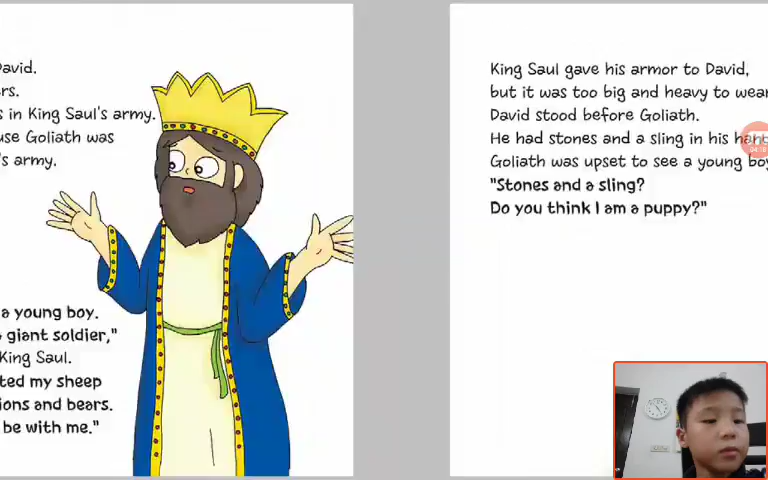 David.
rs.
s in King Saul's army.
use Goliath was
's army.
a young boy.
a giant soldier,"
King Saul.
ted my sheep
ions and bears.
be with me."
King Saul gave his armor to David,
but it was too big and heavy to wear
David stood before Goliath.
He had stones and a sling in his hand
Goliath was upset to see a young boy
"Stones and a sling?
Do you think I am a puppy?"